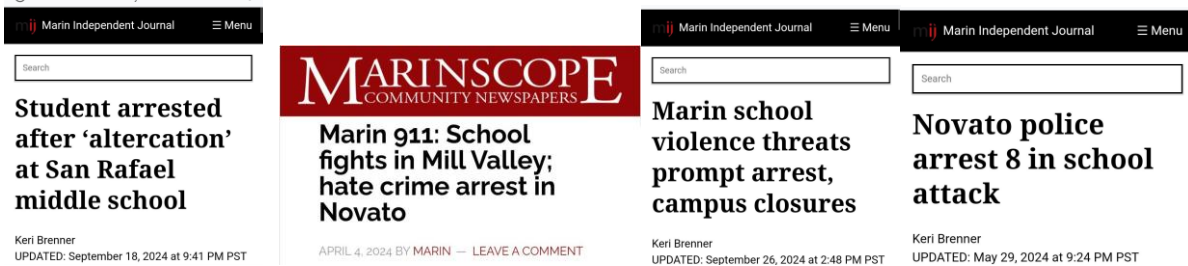 mij Marin Independent Journal ☰ Menu
Search
Student arrested
after ‘altercation’
at San Rafael
middle school
Keri Brenner
UPDATED: September 18, 2024 at 9:41 PM PST
MARINSCOPE
COMMUNITY NEWSPAPERS
Marin 911: School
fights in Mill Valley;
hate crime arrest in
Novato
APRIL 4, 2024 BY MARIN — LEAVE A COMMENT
mij Marin Independent Journal ☰ Menu
Search
Marin school
violence threats
prompt arrest,
campus closures
Keri Brenner
UPDATED: September 26, 2024 at 2:48 PM PST
mij Marin Independent Journal ☰ Menu
Search
Novato police
arrest 8 in school
attack
Keri Brenner
UPDATED: May 29, 2024 at 9:24 PM PST